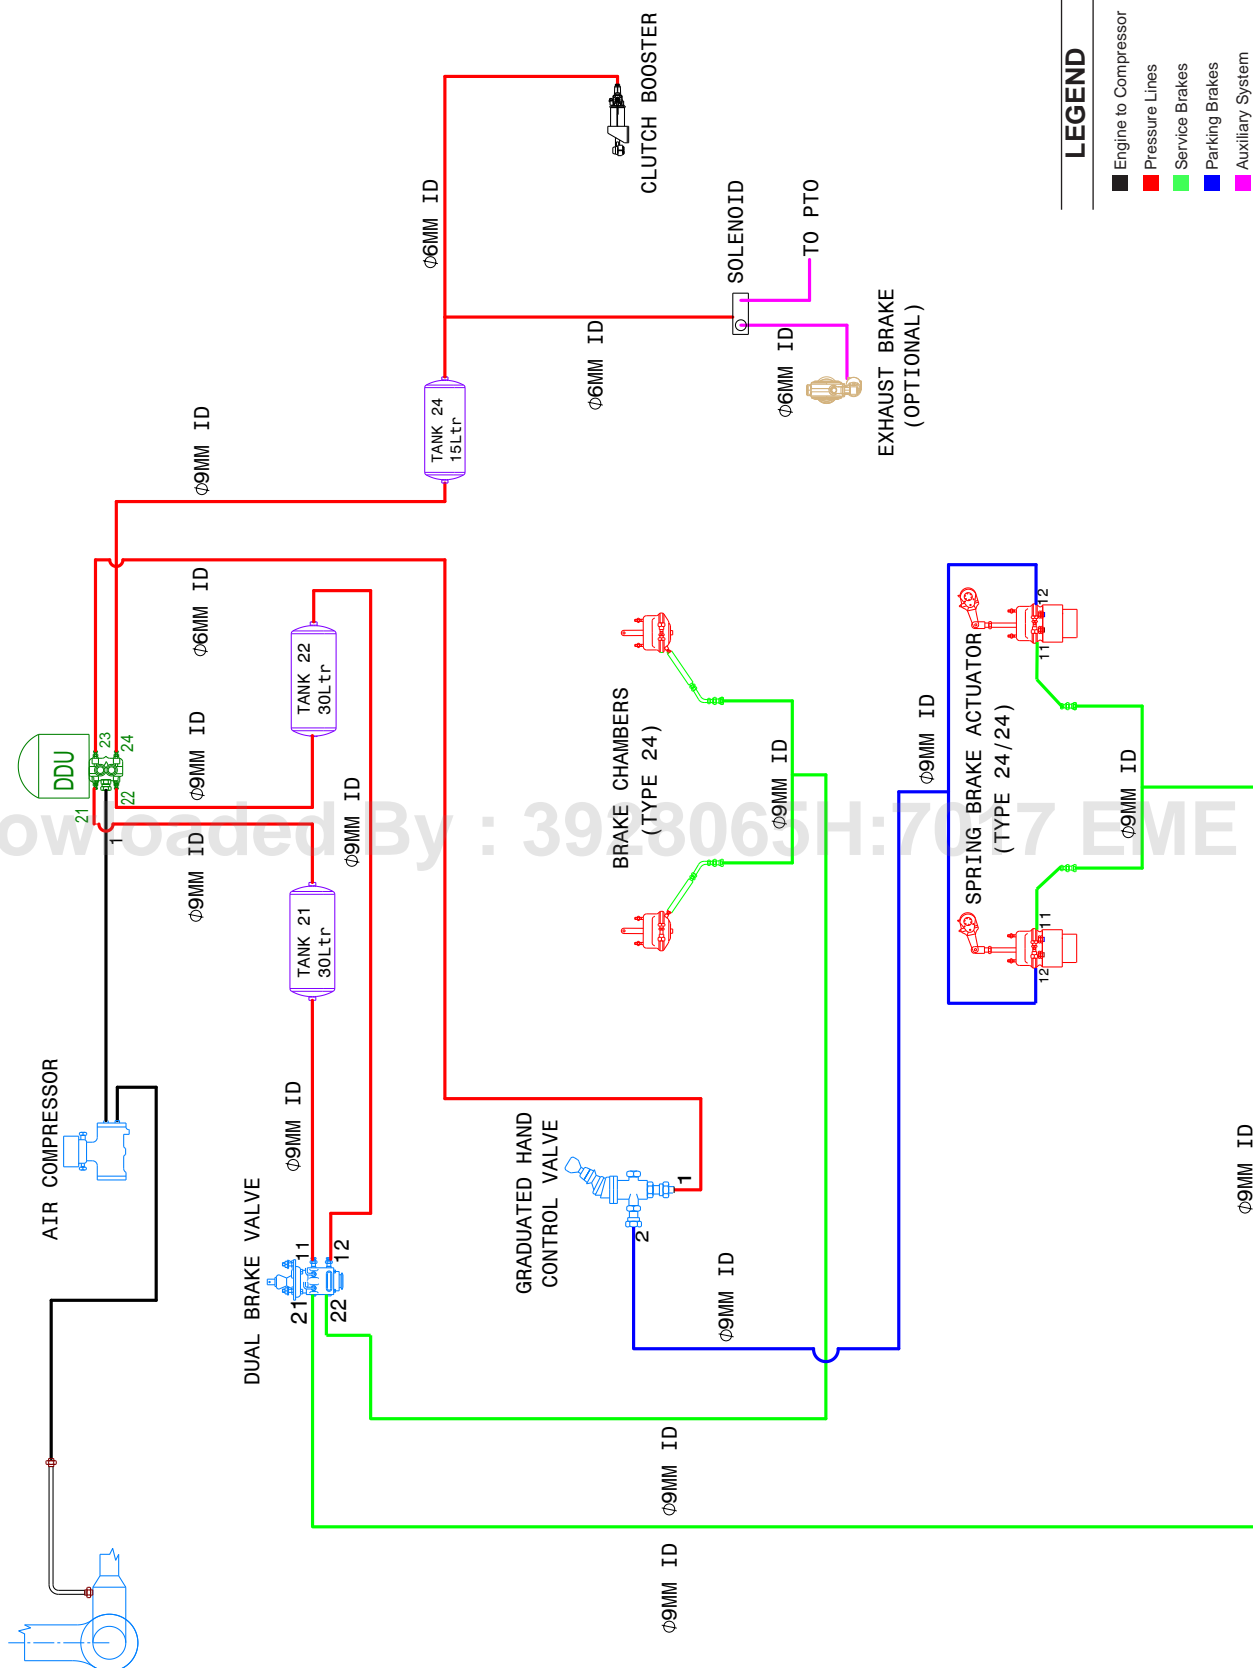 AIR COMPRESSOR
DDU
21
22
23
24
1
Φ9MM ID
Φ9MM ID
Φ6MM ID
Φ9MM ID
TANK 21
30Ltr
TANK 22
30Ltr
TANK 24
15Ltr
Φ9MM ID
Φ9MM ID
Φ6MM ID
CLUTCH BOOSTER
Φ6MM ID
SOLENOID
TO PTO
Φ6MM ID
EXHAUST BRAKE
(OPTIONAL)
DUAL BRAKE VALVE
21
11
22
12
GRADUATED HAND
CONTROL VALVE
1
2
Φ9MM ID
BRAKE CHAMBERS
(TYPE 24)
Φ9MM ID
Φ9MM ID
Φ9MM ID
Φ9MM ID
SPRING BRAKE ACTUATOR
(TYPE 24/24)
12
11
11
12
Φ9MM ID
Φ9MM ID
LEGEND
Engine to Compressor
Pressure Lines
Service Brakes
Parking Brakes
Auxiliary System
owloaded By : 3928065H:7017 EME